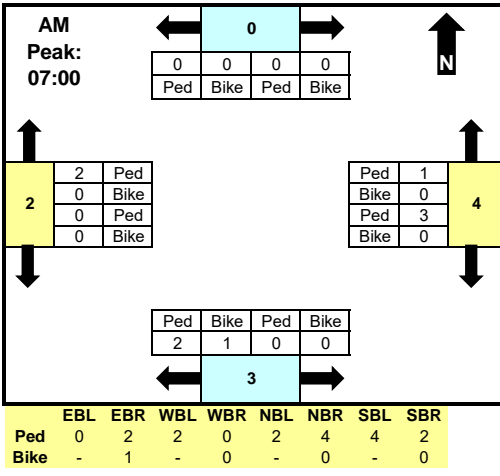 AM
Peak:
07:00
0
0 0 0 0
Ped Bike Ped Bike
N
2
2 Ped
0 Bike
0 Ped
0 Bike
Ped 1
Bike 0
Ped 3
Bike 0
4
Ped Bike Ped Bike
2 1 0 0
3
EBL EBR WBL WBR NBL NBR SBL SBR
Ped 0 2 2 0 2 4 4 2
Bike - 1 - 0 - 0 - 0